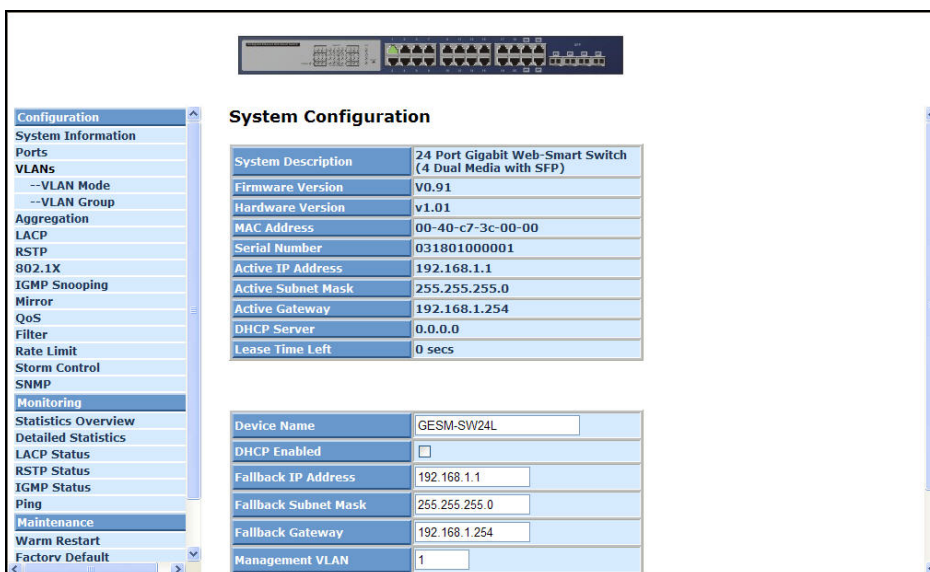 Configuration
System Information
Ports
VLANs
--VLAN Mode
--VLAN Group
Aggregation
LACP
RSTP
802.1X
IGMP Snooping
Mirror
QoS
Filter
Rate Limit
Storm Control
SNMP
Monitoring
Statistics Overview
Detailed Statistics
LACP Status
RSTP Status
IGMP Status
Ping
Maintenance
Warm Restart
Factory Default
System Configuration
System Description 24 Port Gigabit Web-Smart Switch
(4 Dual Media with SFP)
Firmware Version V0.91
Hardware Version v1.01
MAC Address 00-40-c7-3c-00-00
Serial Number 031801000001
Active IP Address 192.168.1.1
Active Subnet Mask 255.255.255.0
Active Gateway 192.168.1.254
DHCP Server 0.0.0.0
Lease Time Left 0 secs
Device Name GESM-SW24L
DHCP Enabled
Fallback IP Address 192.168.1.1
Fallback Subnet Mask 255.255.255.0
Fallback Gateway 192.168.1.254
Management VLAN 1